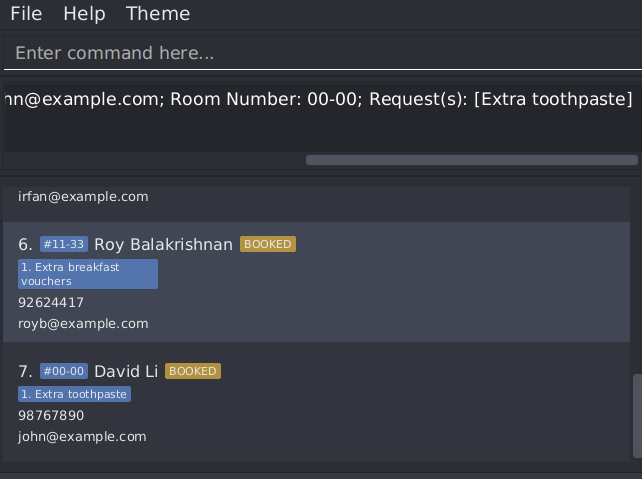 File Help Theme
Enter command here...
hn@example.com; Room Number: 00-00; Request(s): [Extra toothpaste]
irfan@example.com
6. #11-33 Roy Balakrishnan BOOKED
1. Extra breakfast
vouchers
92624417
royb@example.com
7. #00-00 David Li BOOKED
1. Extra toothpaste
98767890
john@example.com